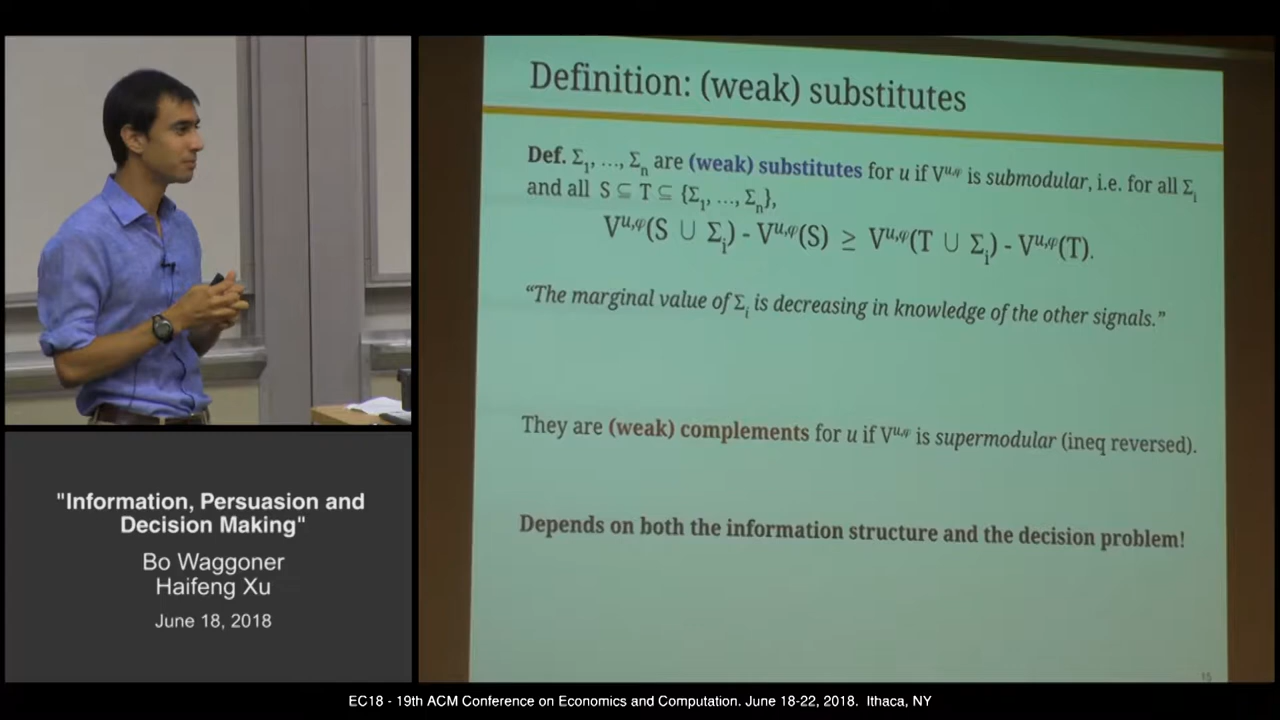 Definition: (weak) substitutes
Def. Σ₁, …, Σₙ are (weak) substitutes for u if Vᵘ,ᵠ is submodular, i.e. for all Σᵢ
and all S ⊆ T ⊆ {Σ₁, …, Σₙ},
Vᵘ,ᵠ(S ∪ Σᵢ) - Vᵘ,ᵠ(S) ≥ Vᵘ,ᵠ(T ∪ Σᵢ) - Vᵘ,ᵠ(T).
“The marginal value of Σᵢ is decreasing in knowledge of the other signals.”
They are (weak) complements for u if Vᵘ,ᵠ is supermodular (ineq reversed).
Depends on both the information structure and the decision problem!
15
"Information, Persuasion and
Decision Making"
Bo Waggoner
Haifeng Xu
June 18, 2018
EC18 - 19th ACM Conference on Economics and Computation. June 18-22, 2018. Ithaca, NY